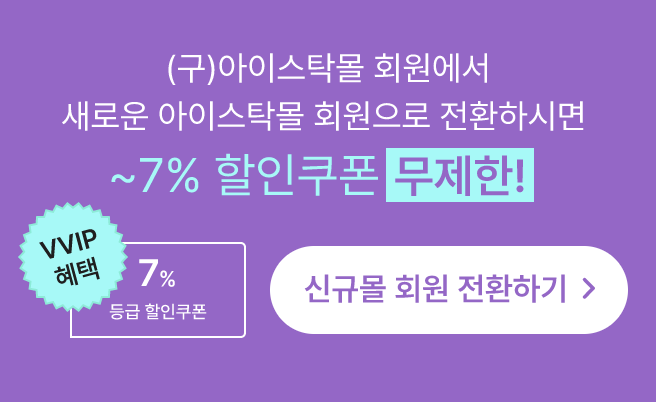 (구)아이스탁몰 회원에서
새로운 아이스탁몰 회원으로 전환하시면
~7% 할인쿠폰 무제한!
VVIP
혜택
7%
등급 할인쿠폰
신규몰 회원 전환하기 >